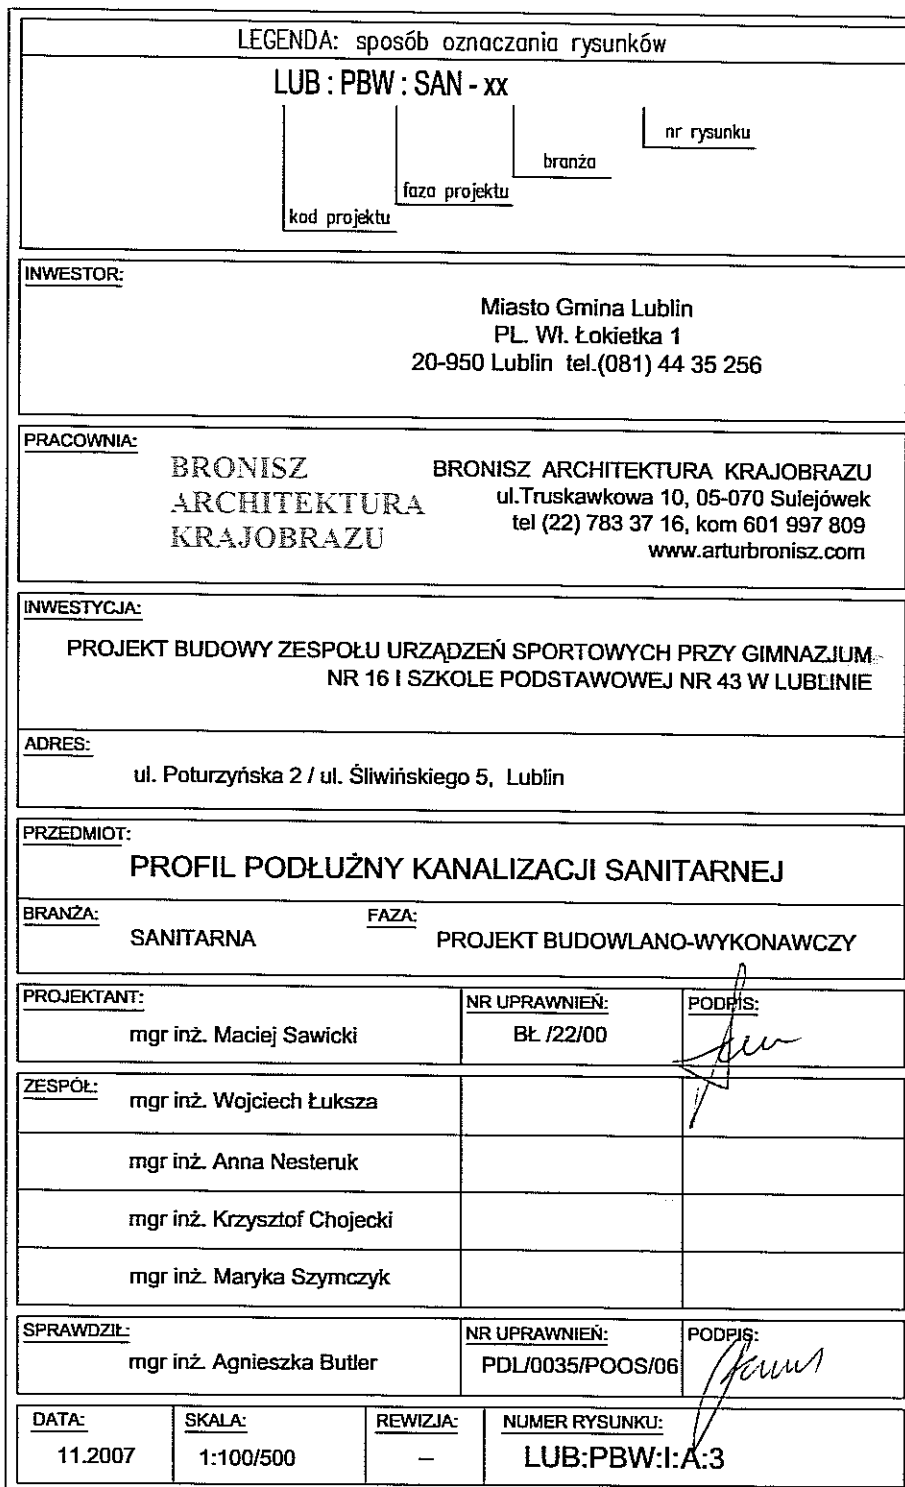 LEGENDA: sposób oznaczania rysunków
LUB : PBW : SAN - xx
nr rysunku
branża
faza projektu
kod projektu
INWESTOR:
Miasto Gmina Lublin
PL. Wł. Łokietka 1
20-950 Lublin tel.(081) 44 35 256
PRACOWNIA:
BRONISZ
ARCHITEKTURA
KRAJOBRAZU
BRONISZ ARCHITEKTURA KRAJOBRAZU
ul.Truskawkowa 10, 05-070 Sulejówek
tel (22) 783 37 16, kom 601 997 809
www.arturbronisz.com
INWESTYCJA:
PROJEKT BUDOWY ZESPOŁU URZĄDZEŃ SPORTOWYCH PRZY GIMNAZJUM
NR 16 I SZKOLE PODSTAWOWEJ NR 43 W LUBLINIE
ADRES:
ul. Poturzyńska 2 / ul. Śliwińskiego 5, Lublin
PRZEDMIOT:
PROFIL PODŁUŻNY KANALIZACJI SANITARNEJ
BRANŻA:
SANITARNA
FAZA:
PROJEKT BUDOWLANO-WYKONAWCZY
PROJEKTANT:
mgr inż. Maciej Sawicki
NR UPRAWNIEŃ:
BŁ /22/00
PODPIS:
ZESPÓŁ:
mgr inż. Wojciech Łuksza
mgr inż. Anna Nesteruk
mgr inż. Krzysztof Chojecki
mgr inż. Maryka Szymczyk
SPRAWDZIŁ:
mgr inż. Agnieszka Butler
NR UPRAWNIEŃ:
PDL/0035/POOS/06
PODPIS:
DATA:
11.2007
SKALA:
1:100/500
REWIZJA:
–
NUMER RYSUNKU:
LUB:PBW:I:A:3